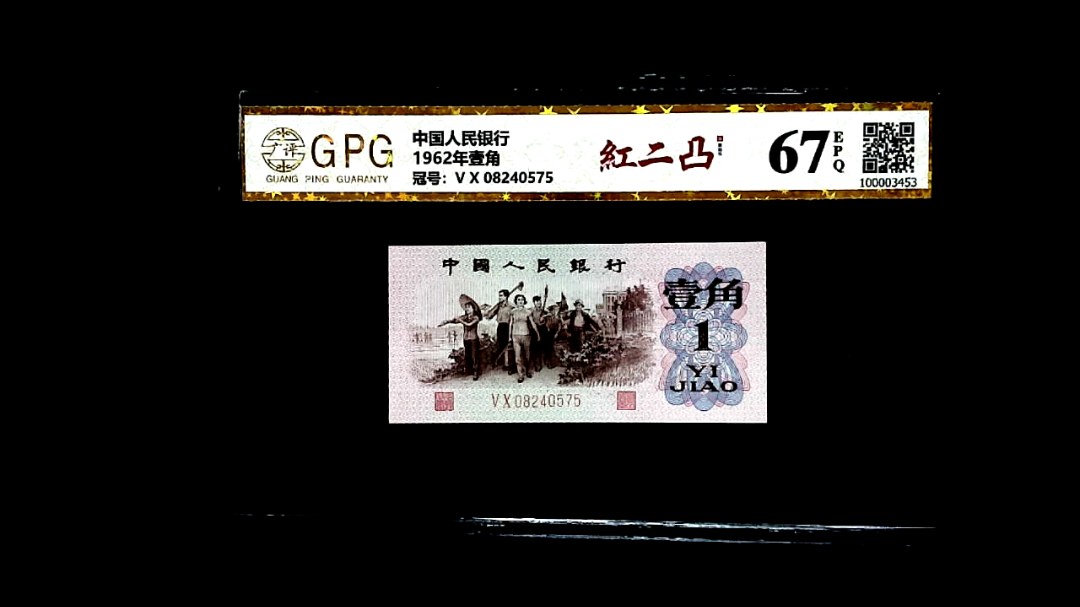 广评
GPG
GUANG PING GUARANTY
中国人民银行
1962年壹角
冠号：V X 08240575
紅二凸
67
EPQ
100003453
中國人民銀行
壹角
1
YI
JIAO
V X 08240575